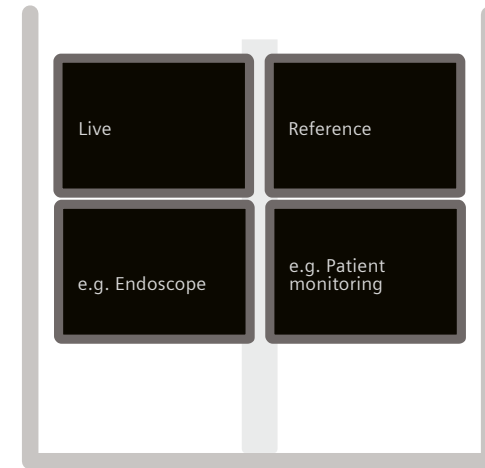 Live
Reference
e.g. Endoscope
e.g. Patient
monitoring